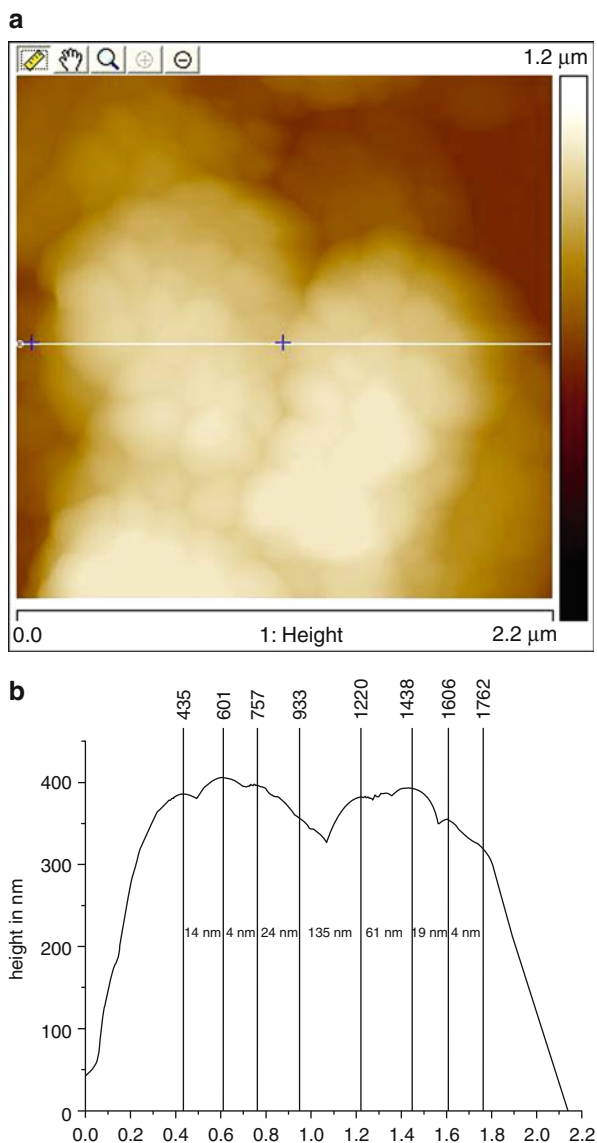 a
1.2 µm
0.0 1: Height 2.2 µm
b
435 601 757 933 1220 1438 1606 1762
400
300
200
100
0
height in nm
14 nm 4 nm 24 nm 135 nm 61 nm 19 nm 4 nm
0.0 0.2 0.4 0.6 0.8 1.0 1.2 1.4 1.6 1.8 2.0 2.2